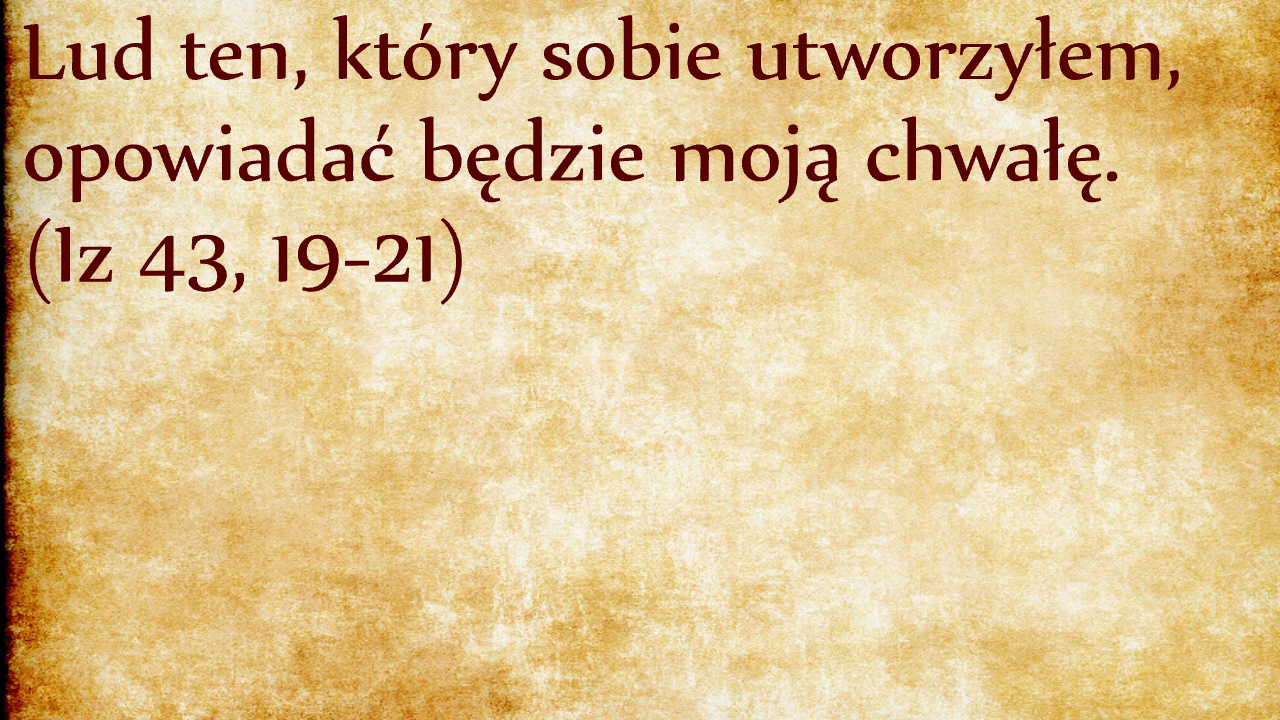 Lud ten, który sobie utworzyłem,
opowiadać będzie moją chwałę.
(Iz 43, 19-21)